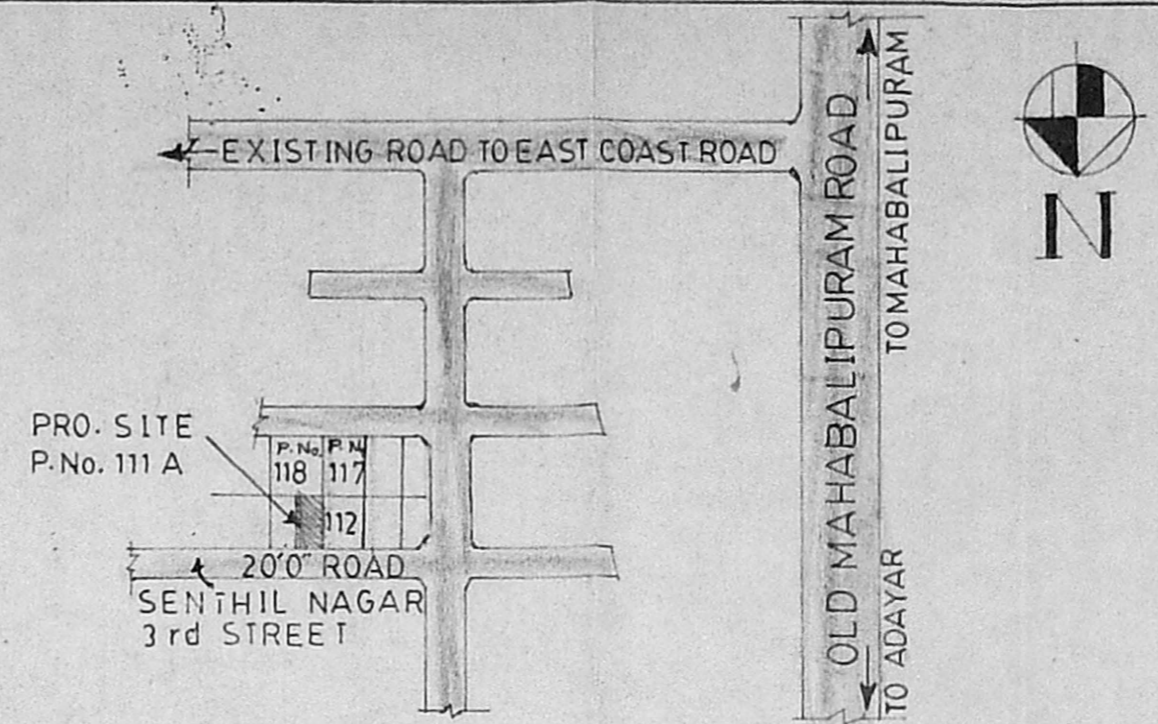 EXISTING ROAD TO EAST COAST ROAD
OLD MAHABALIPURAM ROAD
TO MAHABALIPURAM
TO ADAYAR
N
PRO. SITE
P.No. 111 A
P.No. P.N
118 117
112
20'0" ROAD
SENTHIL NAGAR
3rd STREET